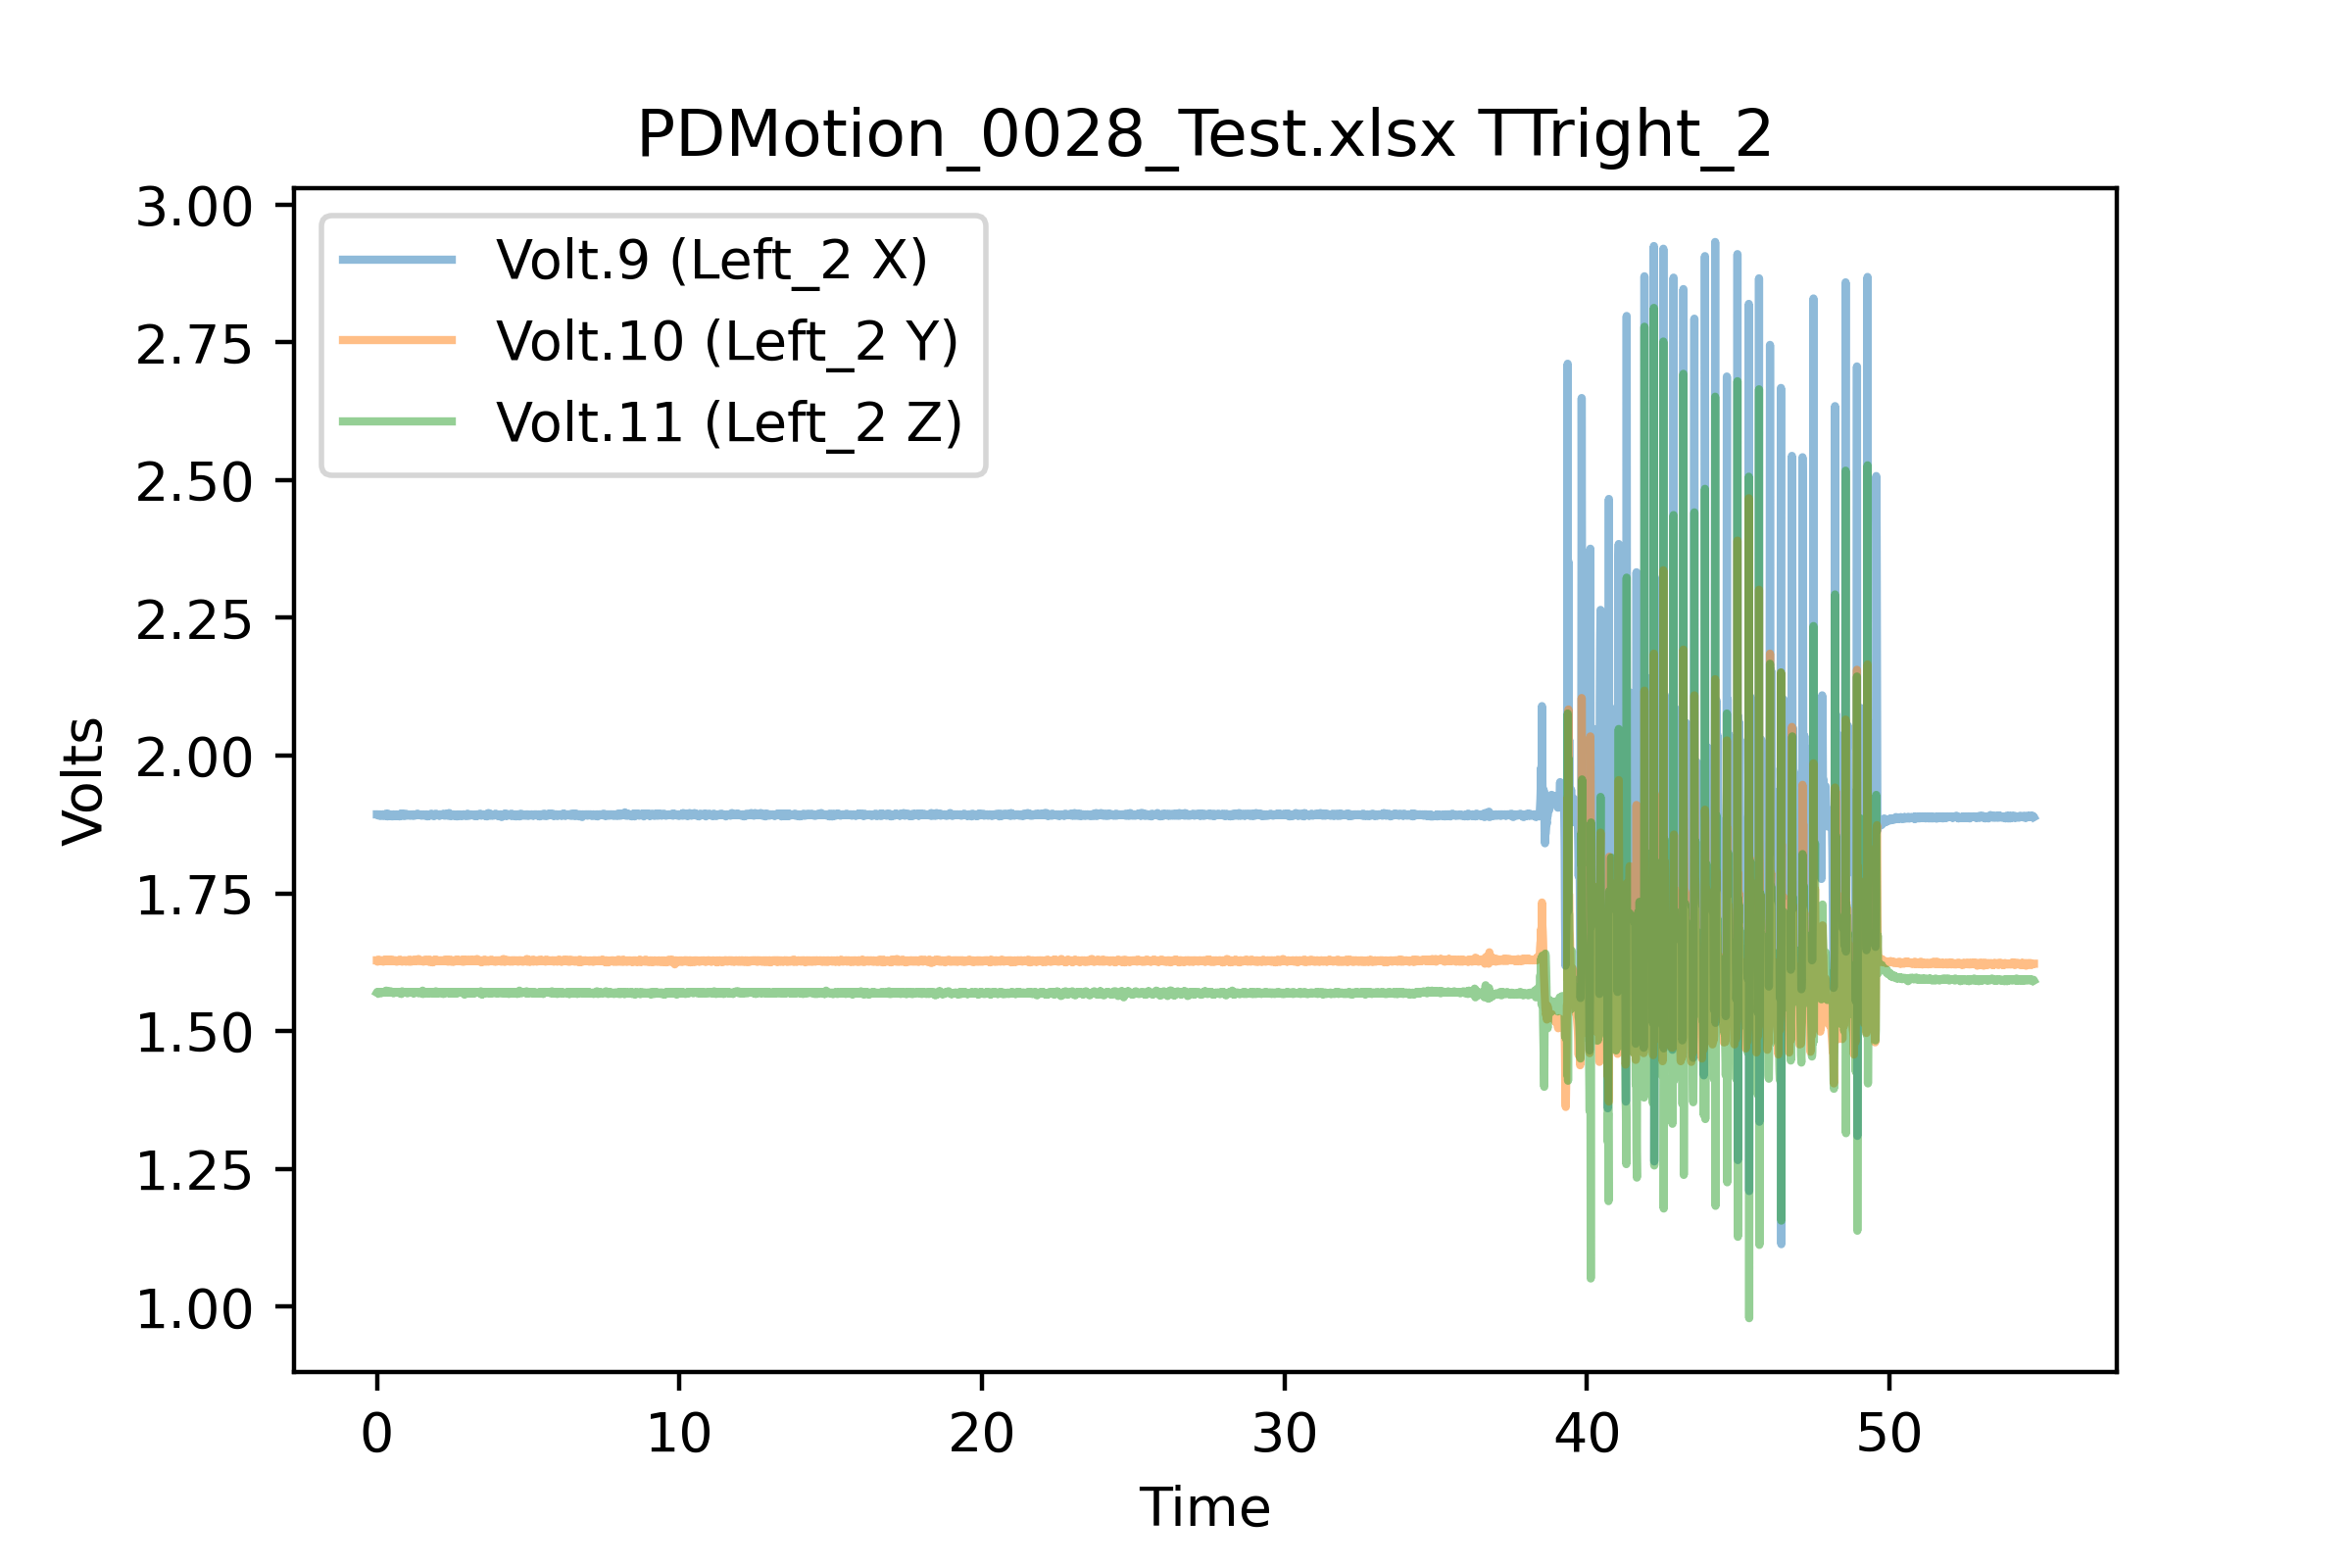 PDMotion_0028_Test.xlsx TTright_2
Volt.9 (Left_2 X)
Volt.10 (Left_2 Y)
Volt.11 (Left_2 Z)
Volts
3.00
2.75
2.50
2.25
2.00
1.75
1.50
1.25
1.00
0 10 20 30 40 50
Time